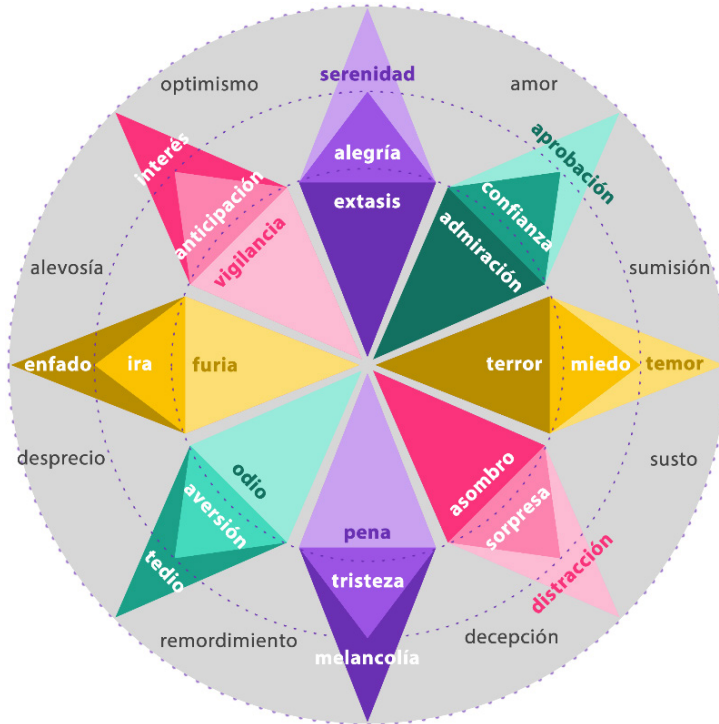 optimismo
serenidad
amor
interés
alegría
aprobación
anticipación
extasis
confianza
vigilancia
admiración
alevosía
sumisión
enfado
ira
furia
terror
miedo
temor
desprecio
odio
asombro
susto
aversión
pena
sorpresa
tedio
tristeza
distracción
remordimiento
melancolía
decepción